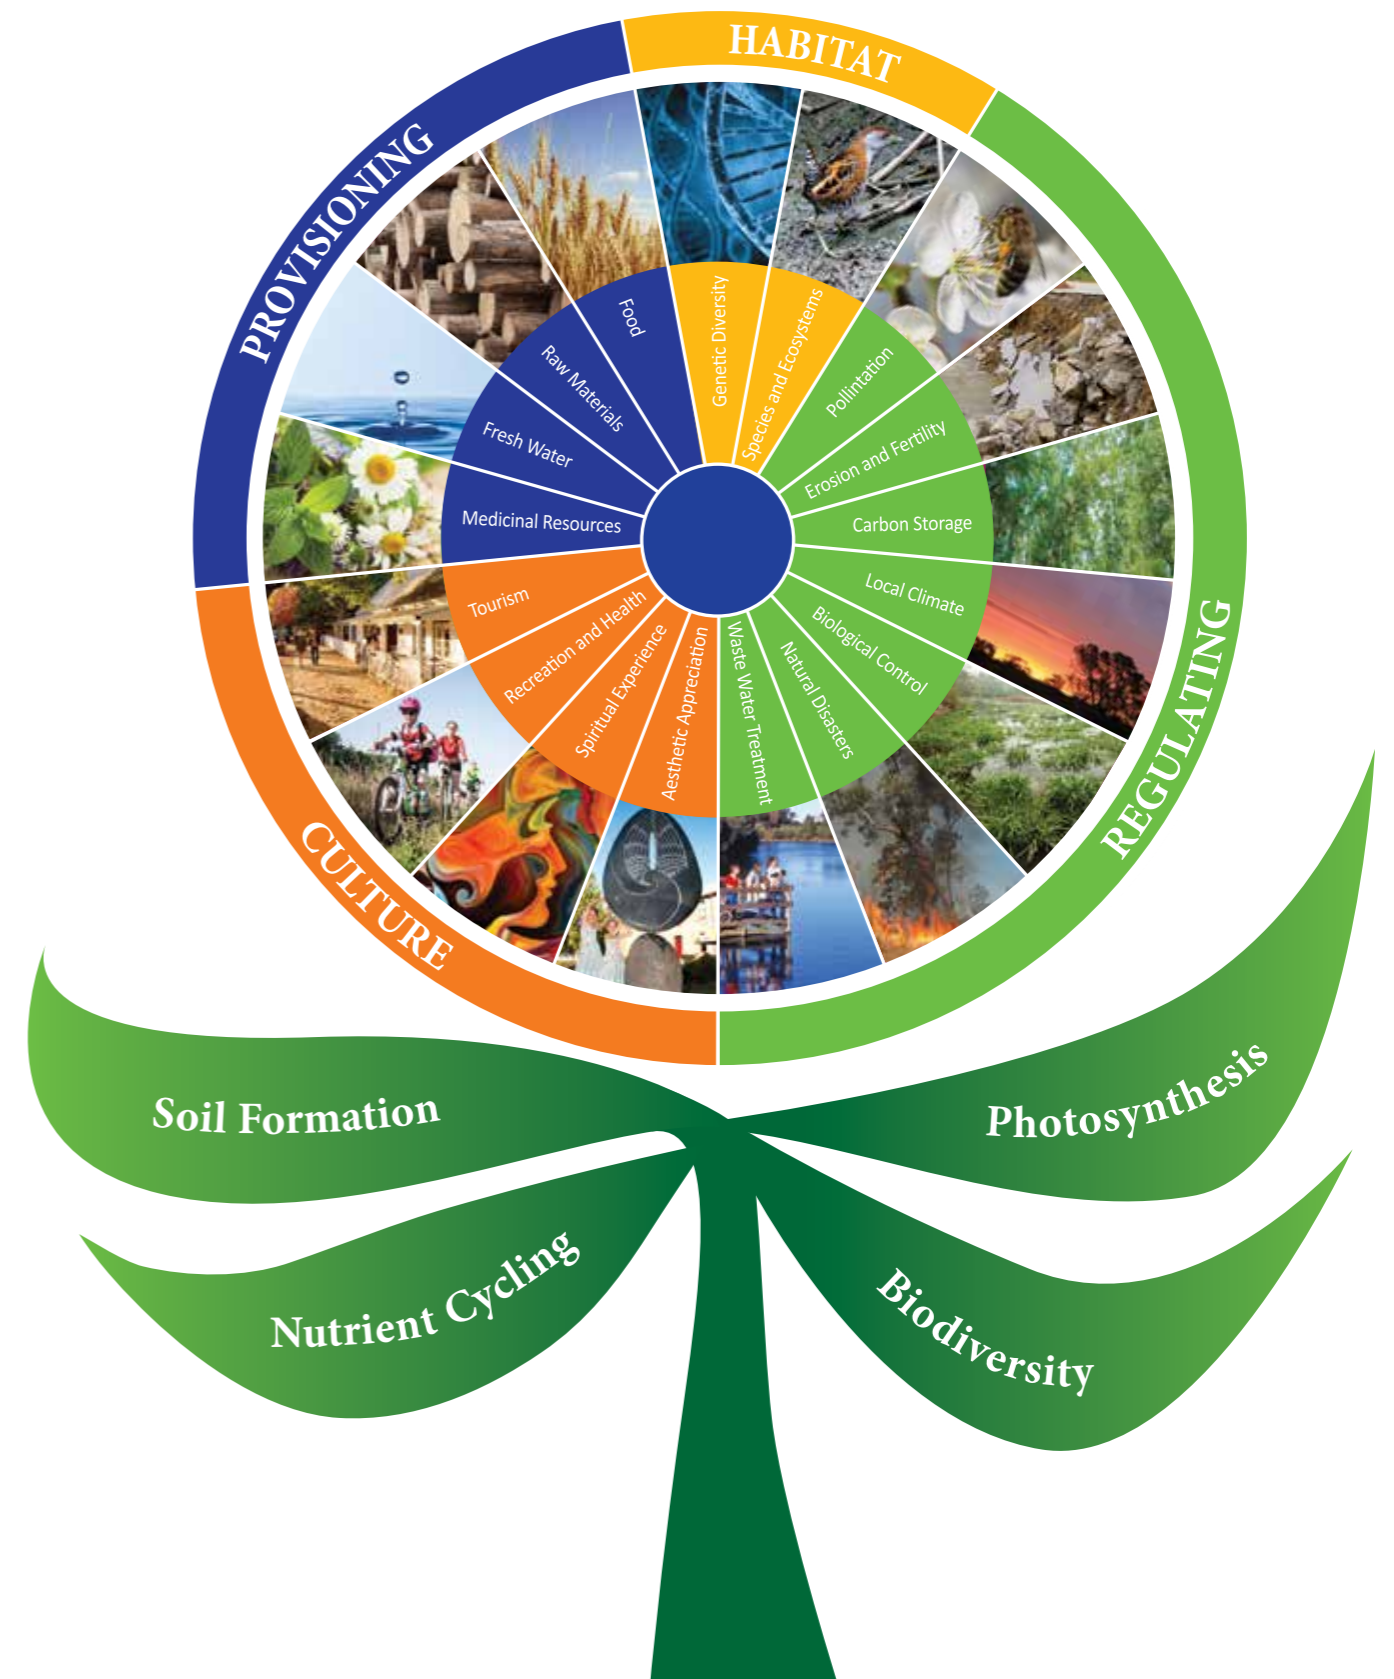 HABITAT
PROVISIONING
REGULATING
CULTURE
Genetic Diversity
Species and Ecosystems
Pollintation
Erosion and Fertility
Carbon Storage
Local Climate
Biological Control
Natural Disasters
Waste Water Treatment
Aesthetic Appreciation
Spiritual Experience
Recreation and Health
Tourism
Medicinal Resources
Fresh Water
Raw Materials
Food
Soil Formation
Photosynthesis
Nutrient Cycling
Biodiversity